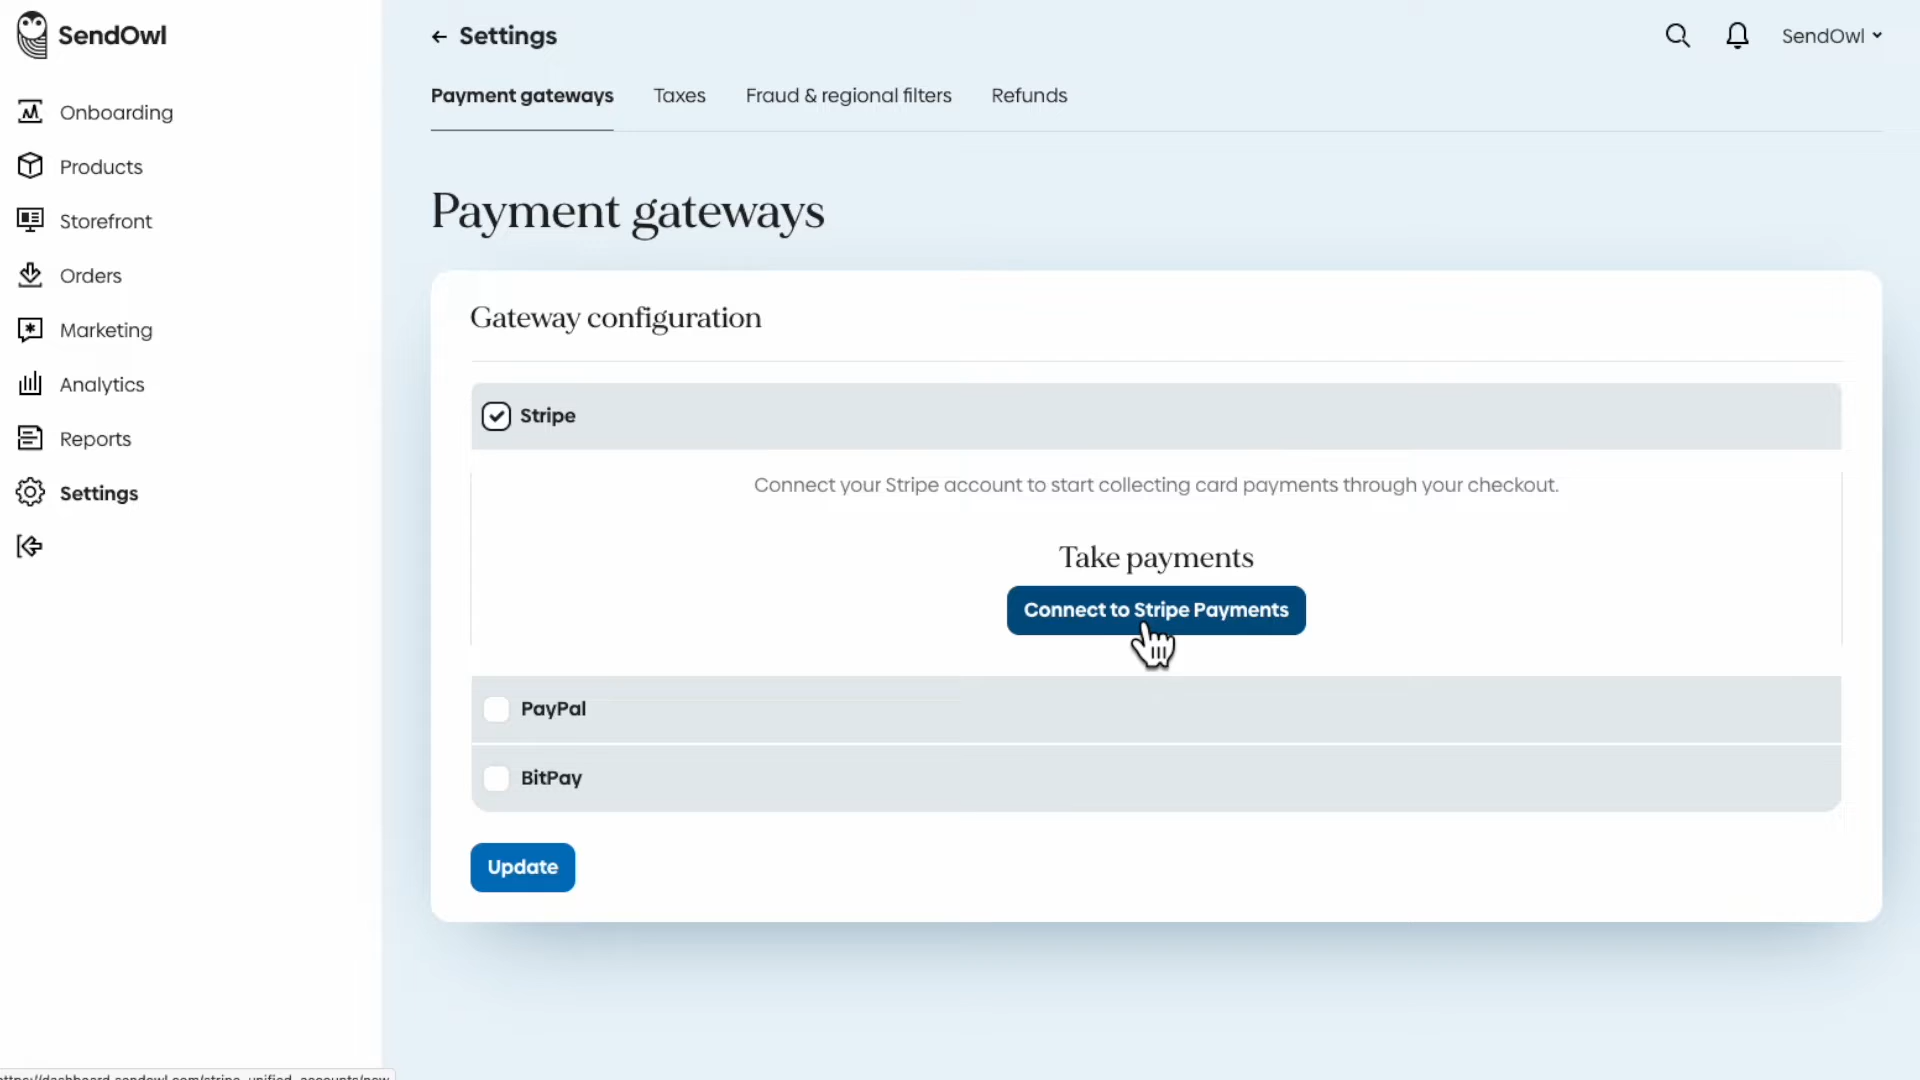 SendOwl
← Settings
SendOwl
Onboarding
Products
Storefront
Orders
Marketing
Analytics
Reports
Settings
Payment gateways
Taxes
Fraud & regional filters
Refunds
Payment gateways
Gateway configuration
Stripe
Connect your Stripe account to start collecting card payments through your checkout.
Take payments
Connect to Stripe Payments
PayPal
BitPay
Update